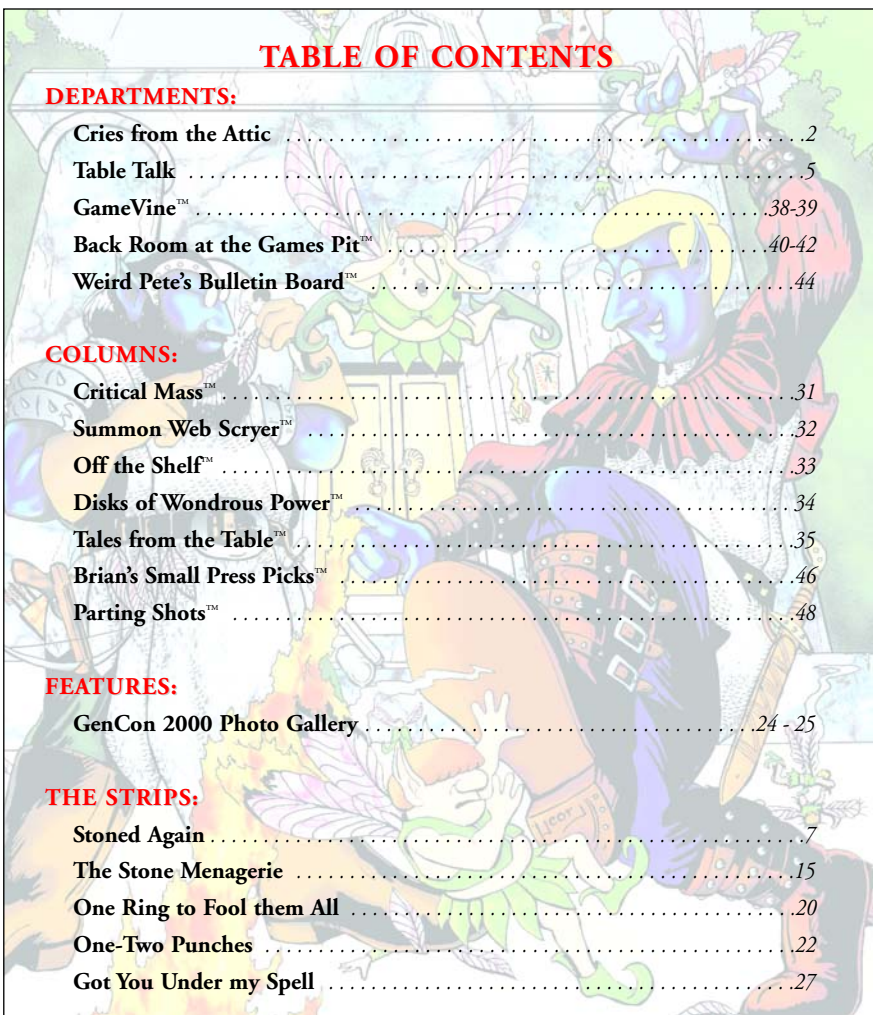 TABLE OF CONTENTS
DEPARTMENTS:
Cries from the Attic . . . . . . . . . . . . . . . . . . . . . . . . . . . . . . . . . . . . . . . . 2
Table Talk . . . . . . . . . . . . . . . . . . . . . . . . . . . . . . . . . . . . . . . . 5
GameVine™ . . . . . . . . . . . . . . . . . . . . . . . . . . . . . . . . . . . . . . . . 38-39
Back Room at the Games Pit™ . . . . . . . . . . . . . . . . . . . . . . . . . . . . . . . . . . . . . . . . 40-42
Weird Pete's Bulletin Board™ . . . . . . . . . . . . . . . . . . . . . . . . . . . . . . . . . . . . . . . . 44
COLUMNS:
Critical Mass™ . . . . . . . . . . . . . . . . . . . . . . . . . . . . . . . . . . . . . . . . 31
Summon Web Scryer™ . . . . . . . . . . . . . . . . . . . . . . . . . . . . . . . . . . . . . . . . 32
Off the Shelf™ . . . . . . . . . . . . . . . . . . . . . . . . . . . . . . . . . . . . . . . . 33
Disks of Wondrous Power™ . . . . . . . . . . . . . . . . . . . . . . . . . . . . . . . . . . . . . . . . 34
Tales from the Table™ . . . . . . . . . . . . . . . . . . . . . . . . . . . . . . . . . . . . . . . . 35
Brian's Small Press Picks™ . . . . . . . . . . . . . . . . . . . . . . . . . . . . . . . . . . . . . . . . 46
Parting Shots™ . . . . . . . . . . . . . . . . . . . . . . . . . . . . . . . . . . . . . . . . 48
FEATURES:
GenCon 2000 Photo Gallery . . . . . . . . . . . . . . . . . . . . . . . . . . . . . . . . . . . . . . . . 24 - 25
THE STRIPS:
Stoned Again . . . . . . . . . . . . . . . . . . . . . . . . . . . . . . . . . . . . . . . . 7
The Stone Menagerie . . . . . . . . . . . . . . . . . . . . . . . . . . . . . . . . . . . . . . . . 15
One Ring to Fool them All . . . . . . . . . . . . . . . . . . . . . . . . . . . . . . . . . . . . . . . . 20
One-Two Punches . . . . . . . . . . . . . . . . . . . . . . . . . . . . . . . . . . . . . . . . 22
Got You Under my Spell . . . . . . . . . . . . . . . . . . . . . . . . . . . . . . . . . . . . . . . . 27